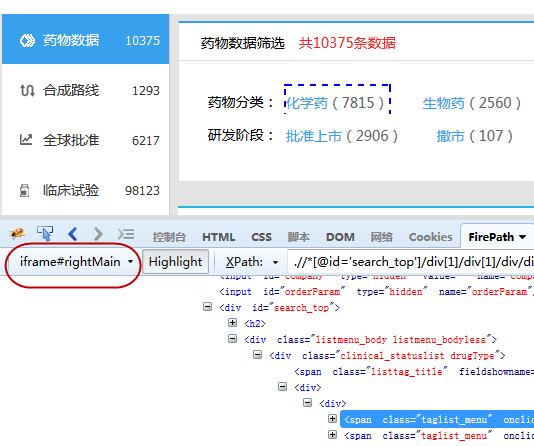 药物数据 10375
合成路线 1293
全球批准 6217
临床试验 98123
药物数据筛选 共10375条数据
药物分类： 化学药（7815） 生物药（2560）
研发阶段： 批准上市（2906） 撤市（107）
控制台 HTML CSS 脚本 DOM 网络 Cookies FirePath
iframe#rightMain Highlight XPath: .//*[@id='search_top']/div[1]/div[1]/div/di
<input id="company" type="hidden" value="" name="comp
<input id="orderParam" type="hidden" name="orderParam"/
<div id="search_top">
<h2>
<div class="listmenu_body listmenu_bodyless">
<div class="clinical_statuslist drugType">
<span class="listtag_title" fieldshowname=
<div>
<div>
<span class="taglist_menu" onclic
<span class="taglist_menu" onclic